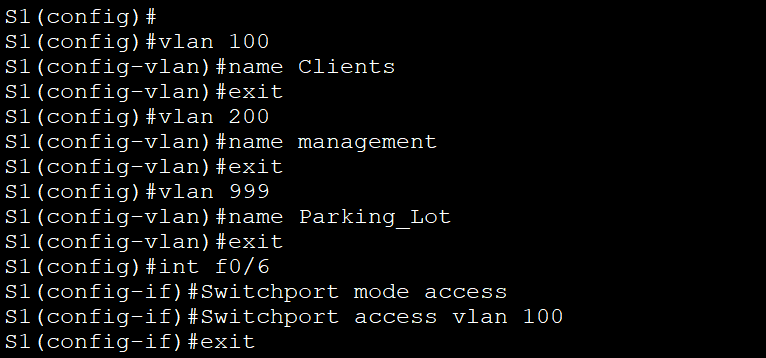 S1(config)#
S1(config)#vlan 100
S1(config-vlan)#name Clients
S1(config-vlan)#exit
S1(config)#vlan 200
S1(config-vlan)#name management
S1(config-vlan)#exit
S1(config)#vlan 999
S1(config-vlan)#name Parking_Lot
S1(config-vlan)#exit
S1(config)#int f0/6
S1(config-if)#Switchport mode access
S1(config-if)#Switchport access vlan 100
S1(config-if)#exit